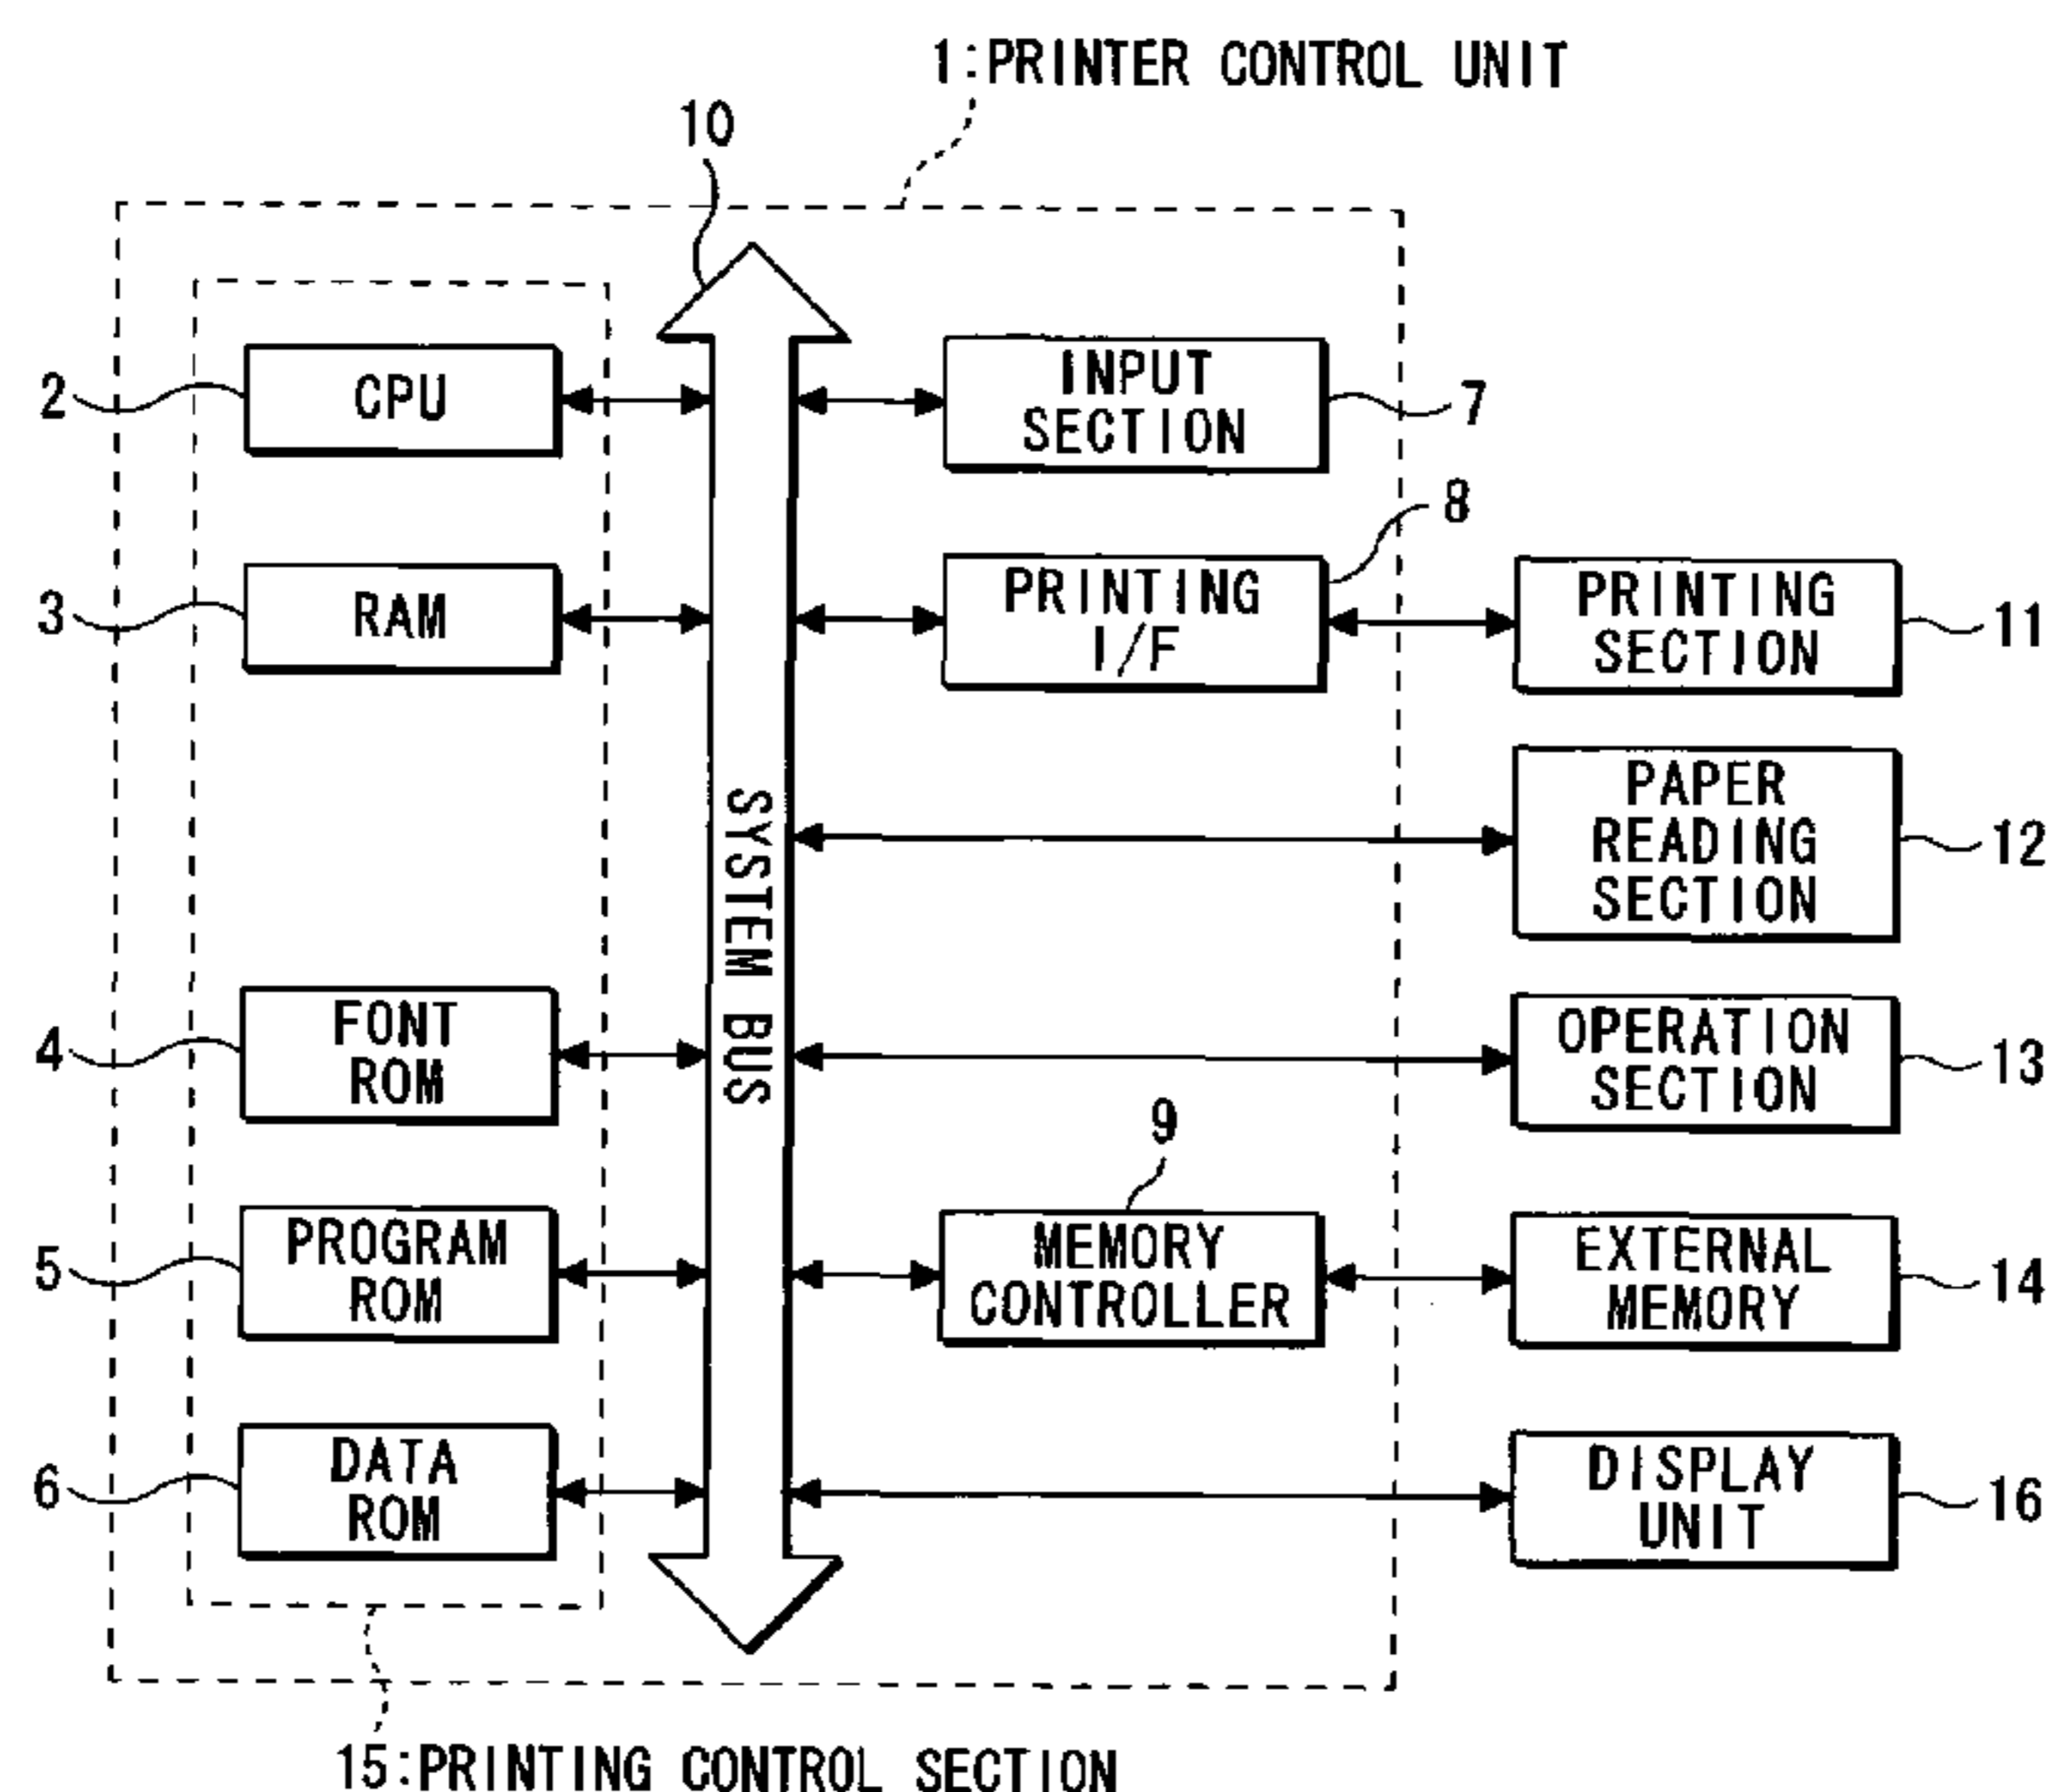 1:PRINTER CONTROL UNIT
10
2
CPU
INPUT
SECTION
7
8
3
RAM
PRINTING
I/F
PRINTING
SECTION
11
PAPER
READING
SECTION
12
SYSTEM BUS
4
FONT
ROM
OPERATION
SECTION
13
9
5
PROGRAM
ROM
MEMORY
CONTROLLER
EXTERNAL
MEMORY
14
6
DATA
ROM
DISPLAY
UNIT
16
15:PRINTING CONTROL SECTION